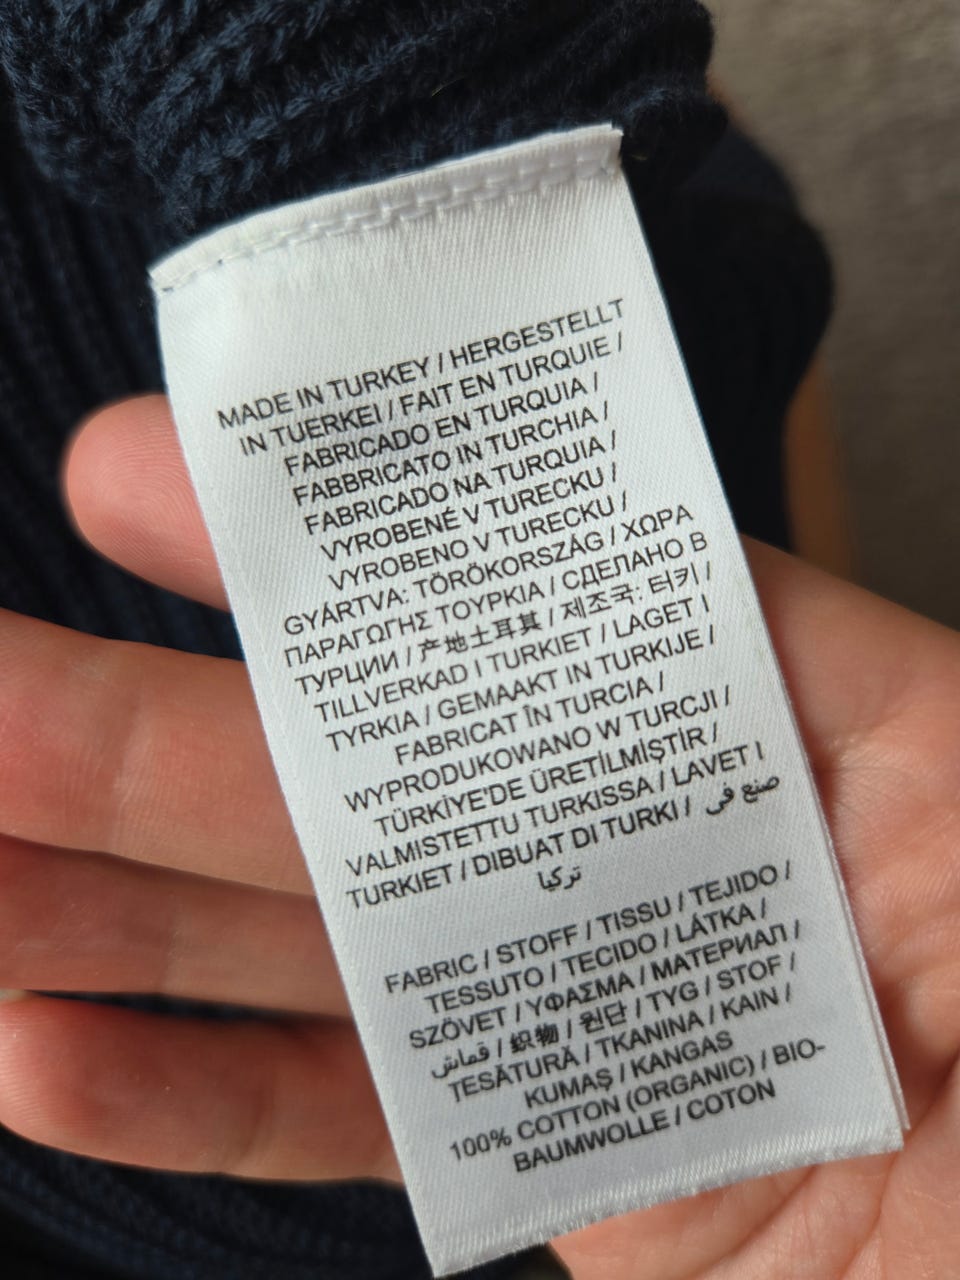 MADE IN TURKEY / HERGESTELLT
IN TUERKEI / FAIT EN TURQUIE /
FABRICADO EN TURQUIA /
FABBRICATO IN TURCHIA /
FABRICADO NA TURQUIA /
VYROBENÉ V TURECKU /
VYROBENO V TURECKU /
GYÁRTVA: TÖRÖKORSZÁG / ΧΩΡΑ
ΠΑΡΑΓΩΓΗΣ ΤΟΥΡΚΙΑ / СДЕЛАНО В
ТУРЦИИ / 产地土耳其 / 제조국: 터키 /
TILLVERKAD I TURKIET / LAGET I
TYRKIA / GEMAAKT IN TURKIJE /
FABRICAT ÎN TURCIA /
WYPRODUKOWANO W TURCJI /
TÜRKİYE'DE ÜRETİLMİŞTİR /
VALMISTETTU TURKISSA / LAVET I
TURKIET / DIBUAT DI TURKI / صنع في
تركيا
FABRIC / STOFF / TISSU / TEJIDO /
TESSUTO / TECIDO / LÁTKA /
SZÖVET / ΥΦΑΣΜΑ / МАТЕРИАЛ /
قماش / 织物 / 원단 / TYG / STOF /
TESĂTURĂ / TKANINA / KAIN /
KUMAŞ / KANGAS
100% COTTON (ORGANIC) / BIO-
BAUMWOLLE / COTON